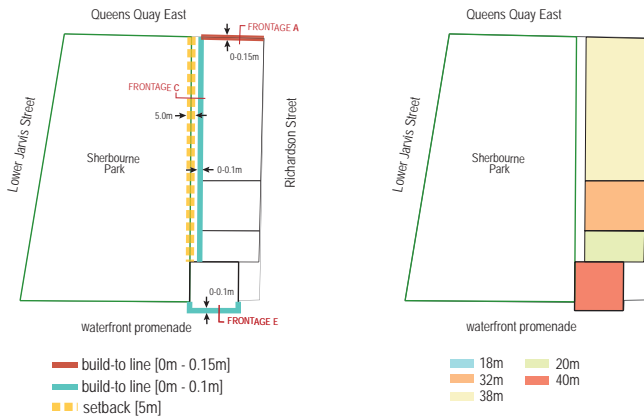 Queens Quay East
FRONTAGE A
0-0.15m
FRONTAGE C
5.0m
Lower Jarvis Street
Sherbourne
Park
Richardson Street
0-0.1m
0-0.1m
FRONTAGE E
waterfront promenade
build-to line [0m - 0.15m]
build-to line [0m - 0.1m]
setback [5m]
Queens Quay East
Lower Jarvis Street
Sherbourne
Park
Richardson Street
waterfront promenade
18m
32m
38m
20m
40m